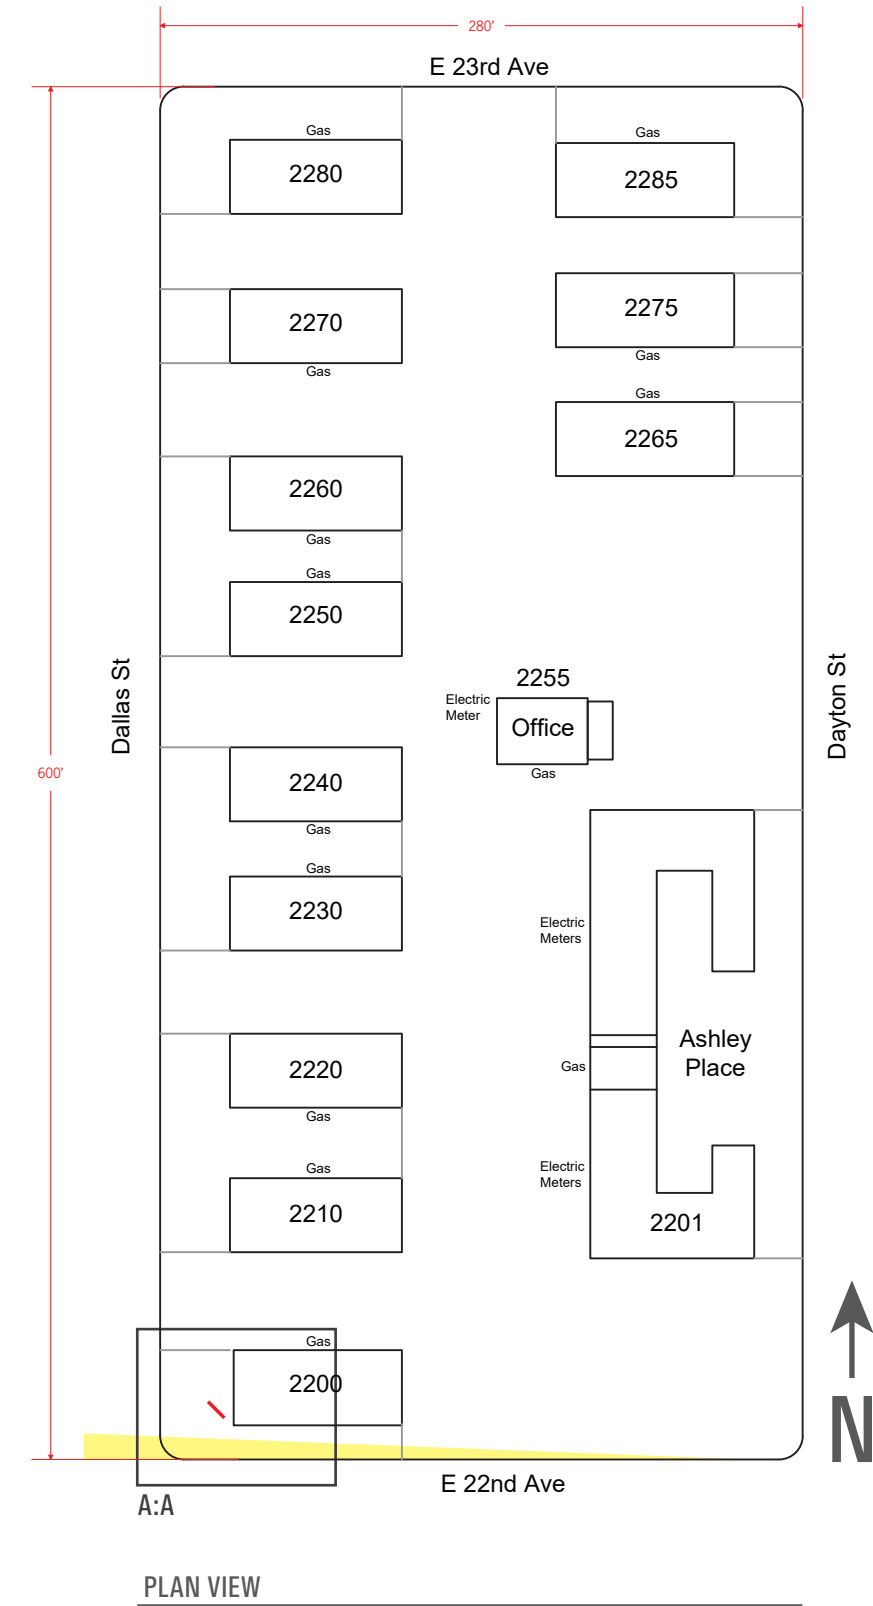 280'
E 23rd Ave
Gas
2280
Gas
2285
2270
Gas
2275
Gas
Gas
2265
2260
Gas
Gas
2250
Dallas St
Dayton St
2255
Electric
Meter
Office
Gas
600'
2240
Gas
Gas
2230
Electric
Meters
Ashley
Place
Gas
2220
Gas
Gas
2210
Electric
Meters
2201
Gas
2200
N
E 22nd Ave
A:A
PLAN VIEW